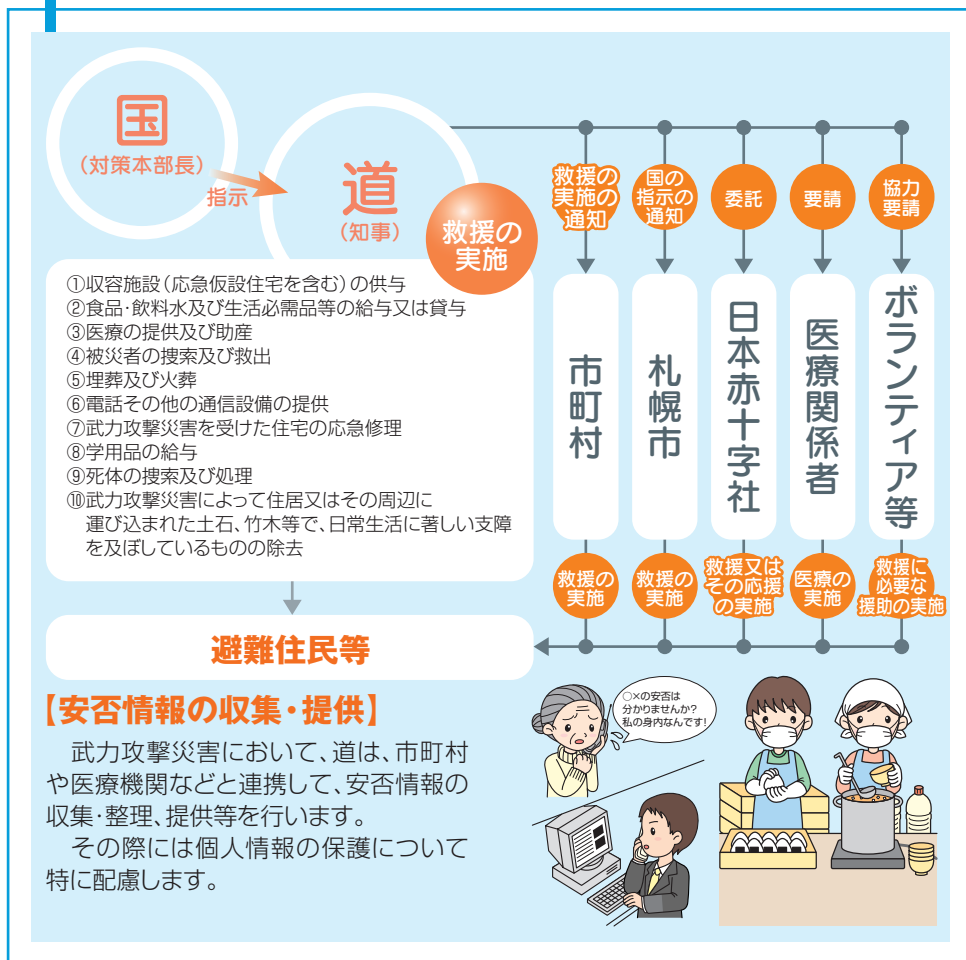 国
(対策本部長)
指示
道
(知事)
救援の
実施
①収容施設(応急仮設住宅を含む)の供与
②食品・飲料水及び生活必需品等の給与又は貸与
③医療の提供及び助産
④被災者の捜索及び救出
⑤埋葬及び火葬
⑥電話その他の通信設備の提供
⑦武力攻撃災害を受けた住宅の応急修理
⑧学用品の給与
⑨死体の捜索及び処理
⑩武力攻撃災害によって住居又はその周辺に
運び込まれた土石、竹木等で、日常生活に著しい支障
を及ぼしているものの除去
救援の
実施の
通知
市町村
救援の
実施
国の
指示の
通知
札幌市
救援の
実施
委託
日本赤十字社
救援又は
その応援
の実施
要請
医療関係者
医療の
実施
協力
要請
ボランティア等
救援に
必要な
援助の実施
避難住民等
【安否情報の収集・提供】
武力攻撃災害において、道は、市町村
や医療機関などと連携して、安否情報の
収集・整理、提供等を行います。
その際には個人情報の保護について
特に配慮します。
○×の安否は
分かりませんか?
私の身内なんです!